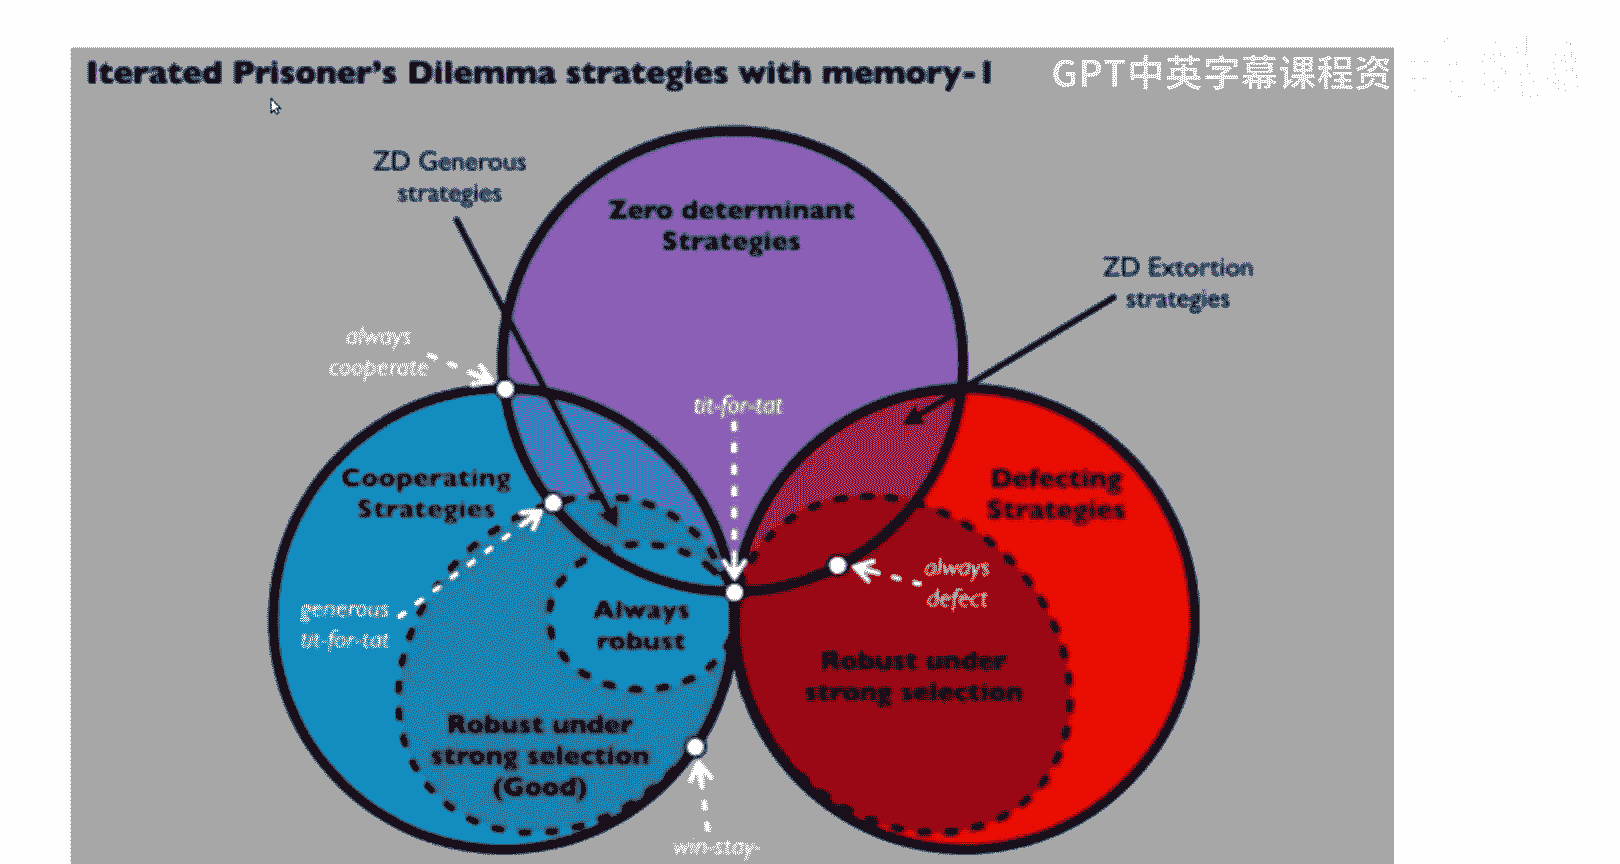 Iterated Prisoner's Dilemma strategies with memory-1
GPT中英字幕课程资
ZD Generous
strategies
Zero determinant
Strategies
ZD Extortion
strategies
always
cooperate
tit-for-tat
Cooperating
Strategies
Defecting
Strategies
always
defect
generous
tit-for-tat
Always
robust
Robust under
strong selection
Robust under
strong selection
(Good)
win-stay-